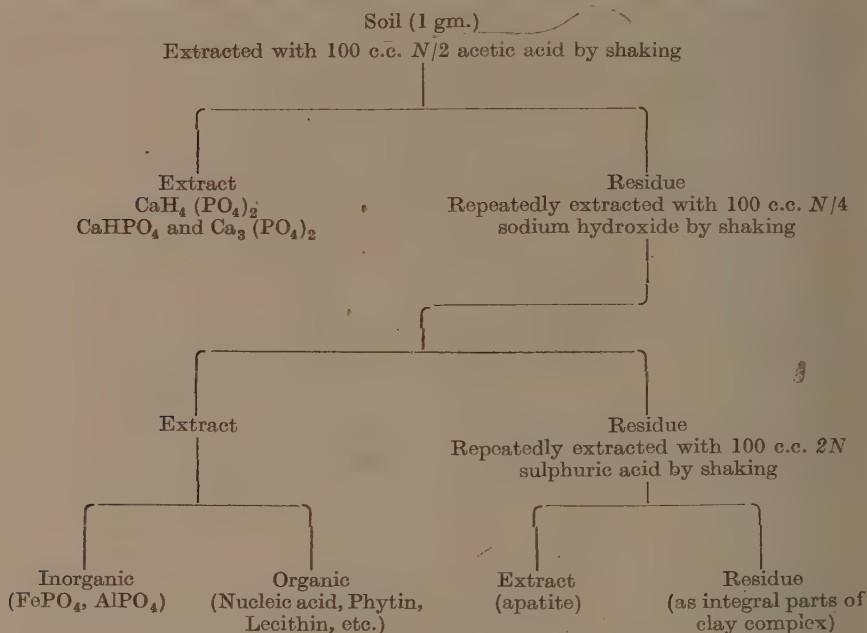 Soil (1 gm.)
Extracted with 100 c.c. N/2 acetic acid by shaking
Extract
CaH₄ (PO₄)₂
CaHPO₄ and Ca₃ (PO₄)₂
Residue
Repeatedly extracted with 100 c.c. N/4
sodium hydroxide by shaking
Extract
Residue
Repeatedly extracted with 100 c.c. 2N
sulphuric acid by shaking
Inorganic
(FePO₄, AlPO₄)
Organic
(Nucleic acid, Phytin,
Lecithin, etc.)
Extract
(apatite)
Residue
(as integral parts of
clay complex)